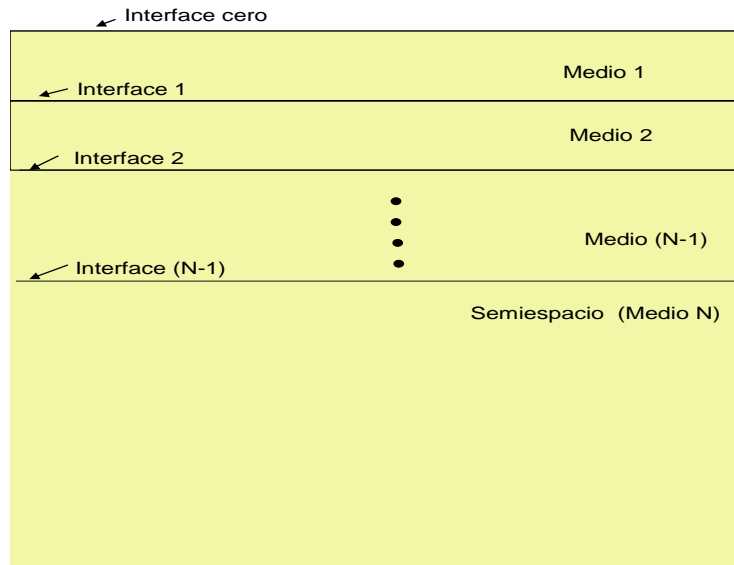 Interface cero
Medio 1
Interface 1
Medio 2
Interface 2
Medio (N-1)
Interface (N-1)
Semiespacio (Medio N)